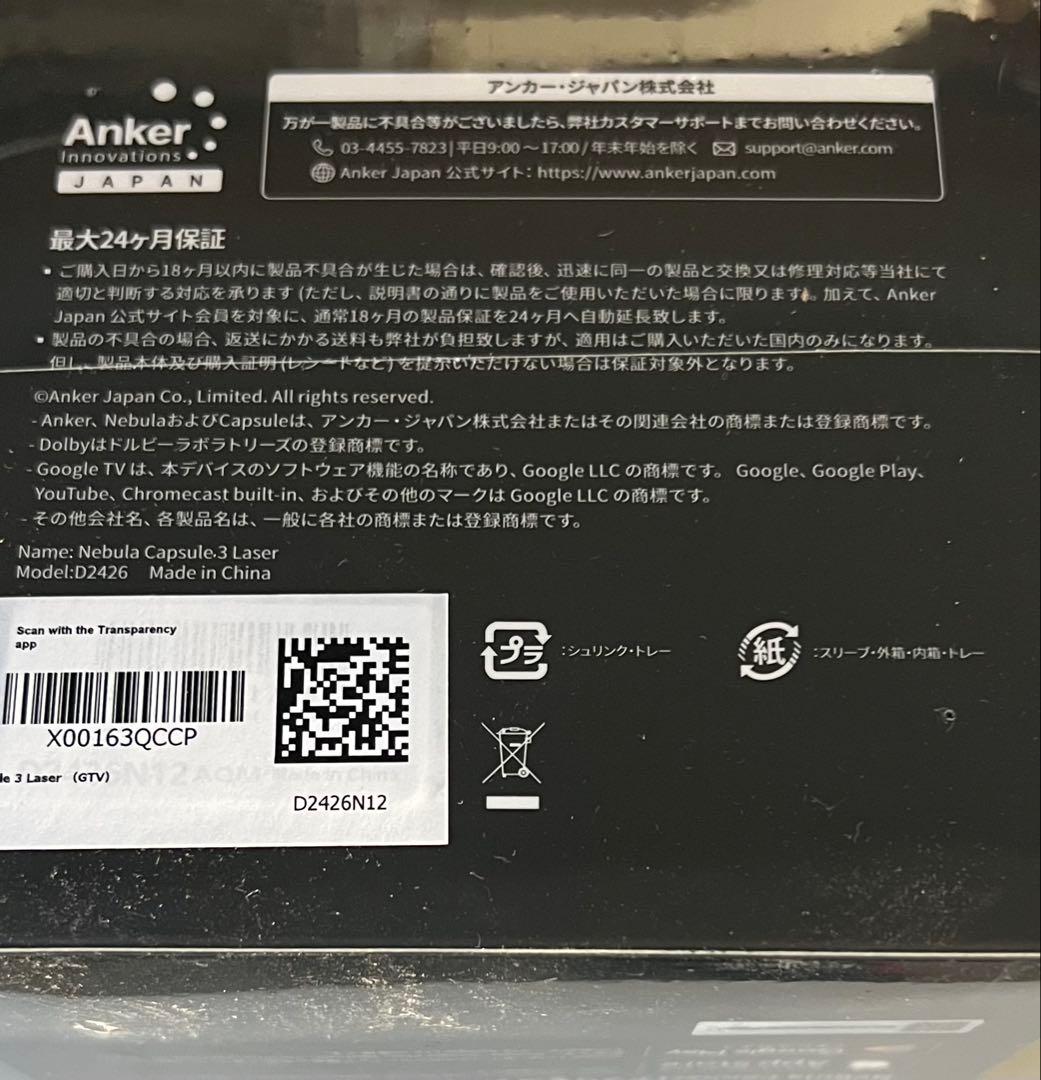 Anker
Innovations
JAPAN
アンカー・ジャパン株式会社
万が一製品に不具合等がございましたら、弊社カスタマーサポートまでお問い合わせください。
03-4455-7823|平日9:00～17:00/年末年始を除く support@anker.com
Anker Japan 公式サイト：https://www.ankerjapan.com
最大24ヶ月保証
▪ ご購入日から18ヶ月以内に製品不具合が生じた場合は、確認後、迅速に同一の製品と交換又は修理対応等当社にて
適切と判断する対応を承ります (ただし、説明書の通りに製品をご使用いただいた場合に限ります)。加えて、Anker
Japan 公式サイト会員を対象に、通常18ヶ月の製品保証を24ヶ月へ自動延長致します。
▪ 製品の不具合の場合、返送にかかる送料も弊社が負担致しますが、適用はご購入いただいた国内のみになります。
但し、製品本体及び購入証明(レシートなど)を提示いただけない場合は保証対象外となります。
©Anker Japan Co., Limited. All rights reserved.
- Anker、NebulaおよびCapsuleは、アンカー・ジャパン株式会社またはその関連会社の商標または登録商標です。
- Dolbyはドルビーラボラトリーズの登録商標です。
- Google TV は、本デバイスのソフトウェア機能の名称であり、Google LLC の商標です。 Google、Google Play、
YouTube、Chromecast built-in、およびその他のマークは Google LLC の商標です。
- その他会社名、各製品名は、一般に各社の商標または登録商標です。
Name: Nebula Capsule 3 Laser
Model:D2426 Made in China
Scan with the Transparency
app
X00163QCCP
le 3 Laser （GTV）
D2426N12
プラ
：シュリンク・トレー
紙
：スリーブ・外箱・内箱・トレー